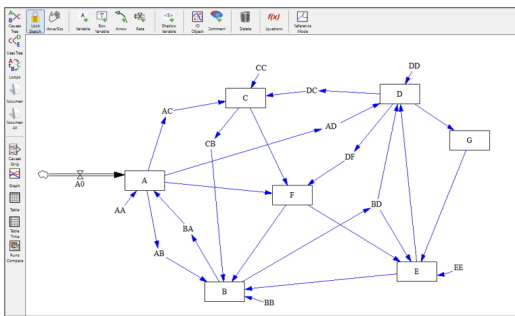 Causes
Tree
Lock
Sketch
Move/Size
Variable
Box
Variable
Arrow
Rate
Shadow
Variable
IO
Object
Comment
Delete
f(x)
Equations
Reference
Mode
Uses Tree
Loops
Document
Document
All
Causes
Strip
Graph
Table
Table
Time
Runs
Compare
CC
DD
C
DC
D
AC
AD
CB
G
DF
A
A0
F
AA
BA
BD
AB
E
EE
B
BB